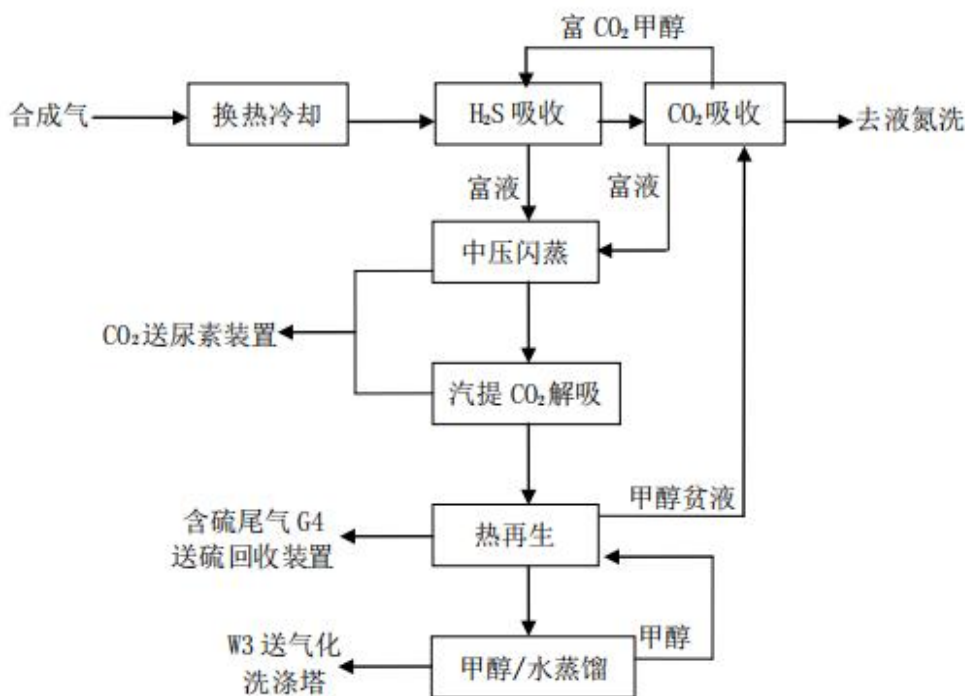 富 CO₂甲醇
合成气
换热冷却
H₂S 吸收
CO₂吸收
去液氮洗
富液
富液
中压闪蒸
CO₂送尿素装置
汽提 CO₂解吸
甲醇贫液
含硫尾气 G4
送硫回收装置
热再生
甲醇
W3 送气化
洗涤塔
甲醇/水蒸馏